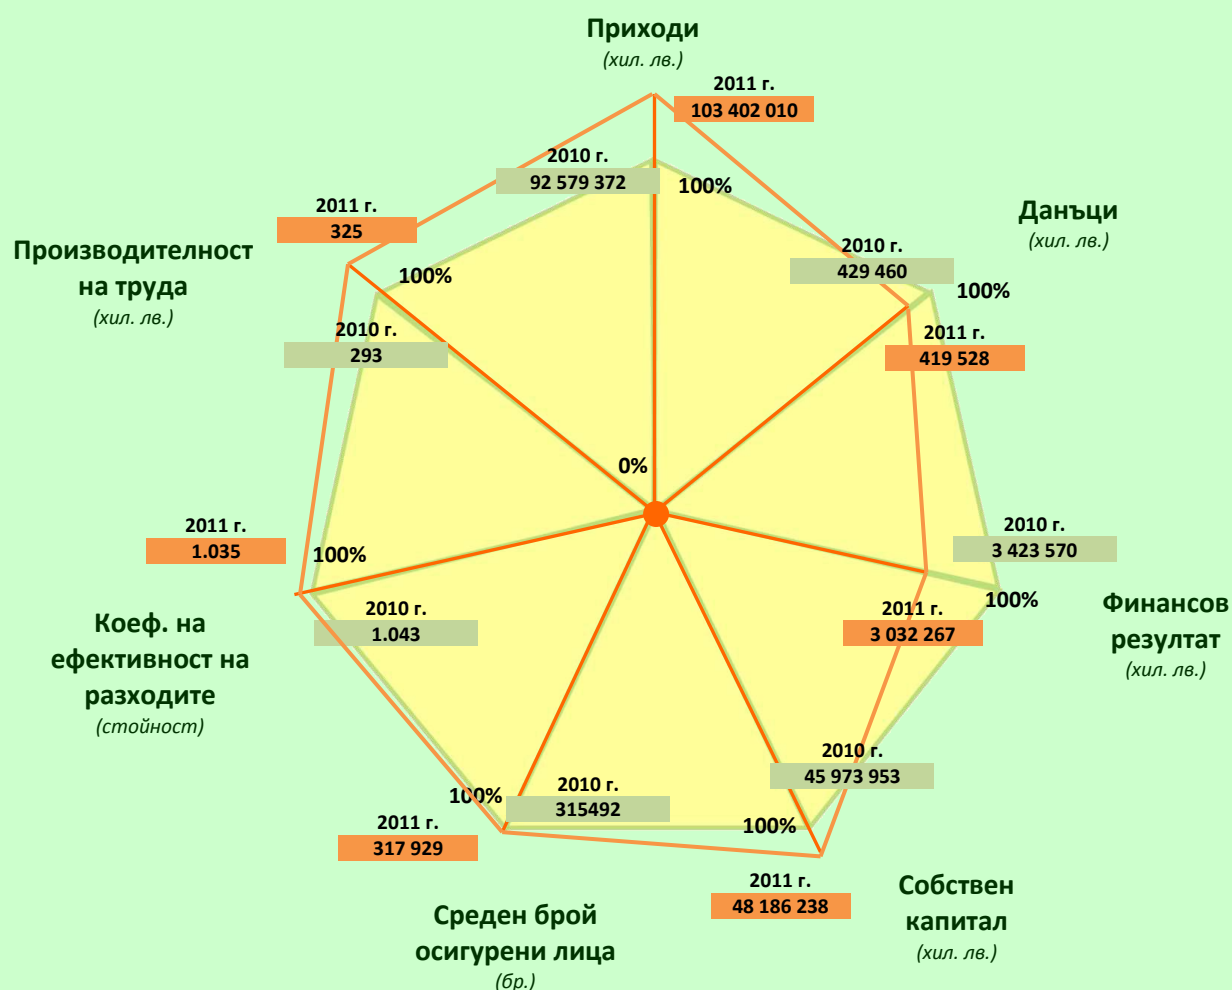 Приходи
(хил. лв.)
2011 г.
103 402 010
2010 г.
92 579 372
100%
Данъци
(хил. лв.)
2010 г.
429 460
100%
2011 г.
419 528
2011 г.
325
Производителност
на труда
(хил. лв.)
100%
2010 г.
293
0%
2010 г.
3 423 570
100%
2011 г.
3 032 267
Финансов
резултат
(хил. лв.)
2011 г.
1.035
100%
2010 г.
1.043
Коеф. на
ефективност на
разходите
(стойност)
2010 г.
45 973 953
100%
2011 г.
48 186 238
Собствен
капитал
(хил. лв.)
100%
2010 г.
315492
2011 г.
317 929
Среден брой
осигурени лица
(бр.)